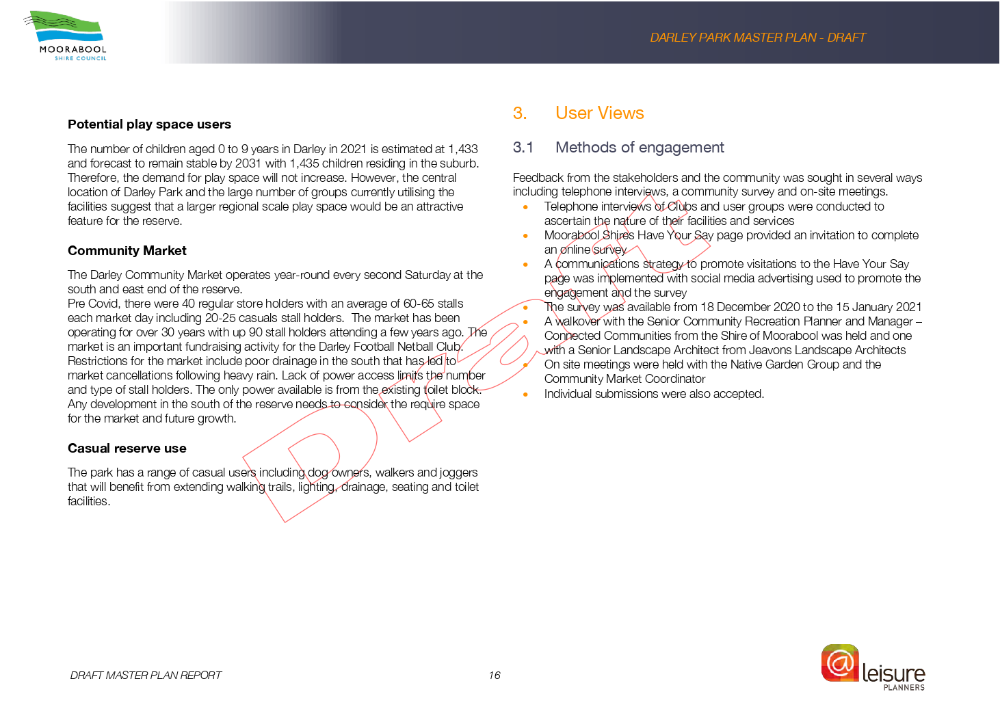 MOORABOOL
SHIRE COUNCIL
DARLEY PARK MASTER PLAN - DRAFT
Potential play space users
The number of children aged 0 to 9 years in Darley in 2021 is estimated at 1,433
and forecast to remain stable by 2031 with 1,435 children residing in the suburb.
Therefore, the demand for play space will not increase. However, the central
location of Darley Park and the large number of groups currently utilising the
facilities suggest that a larger regional scale play space would be an attractive
feature for the reserve.
Community Market
The Darley Community Market operates year-round every second Saturday at the
south and east end of the reserve.
Pre Covid, there were 40 regular store holders with an average of 60-65 stalls
each market day including 20-25 casuals stall holders.  The market has been
operating for over 30 years with up 90 stall holders attending a few years ago. The
market is an important fundraising activity for the Darley Football Netball Club.
Restrictions for the market include poor drainage in the south that has led to
market cancellations following heavy rain. Lack of power access limits the number
and type of stall holders. The only power available is from the existing toilet block.
Any development in the south of the reserve needs to consider the require space
for the market and future growth.
Casual reserve use
The park has a range of casual users including dog owners, walkers and joggers
that will benefit from extending walking trails, lighting, drainage, seating and toilet
facilities.
3. User Views
3.1 Methods of engagement
Feedback from the stakeholders and the community was sought in several ways
including telephone interviews, a community survey and on-site meetings.
• Telephone interviews of Clubs and user groups were conducted to
ascertain the nature of their facilities and services
• Moorabool Shires Have Your Say page provided an invitation to complete
an online survey
• A communications strategy to promote visitations to the Have Your Say
page was implemented with social media advertising used to promote the
engagement and the survey
• The survey was available from 18 December 2020 to the 15 January 2021
• A walkover with the Senior Community Recreation Planner and Manager –
Connected Communities from the Shire of Moorabool was held and one
with a Senior Landscape Architect from Jeavons Landscape Architects
• On site meetings were held with the Native Garden Group and the
Community Market Coordinator
• Individual submissions were also accepted.
Draft
DRAFT MASTER PLAN REPORT
16
@leisure
PLANNERS